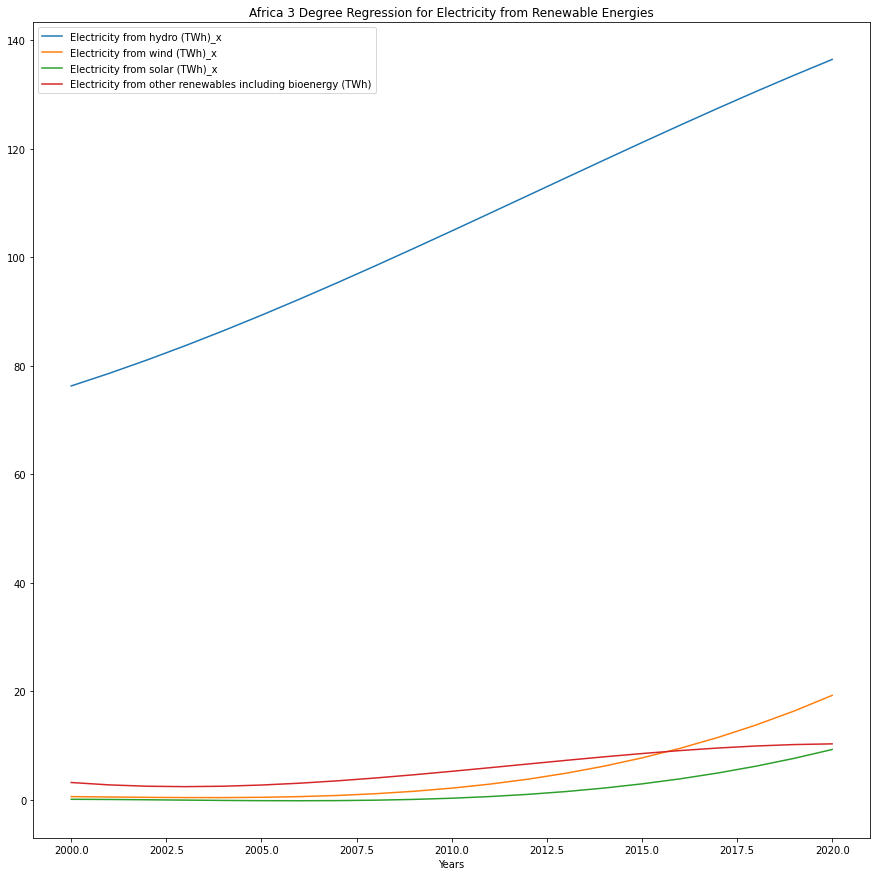 Africa 3 Degree Regression for Electricity from Renewable Energies
Electricity from hydro (TWh)_x
Electricity from wind (TWh)_x
Electricity from solar (TWh)_x
Electricity from other renewables including bioenergy (TWh)
140
120
100
80
60
40
20
0
2000.0 2002.5 2005.0 2007.5 2010.0 2012.5 2015.0 2017.5 2020.0
Years